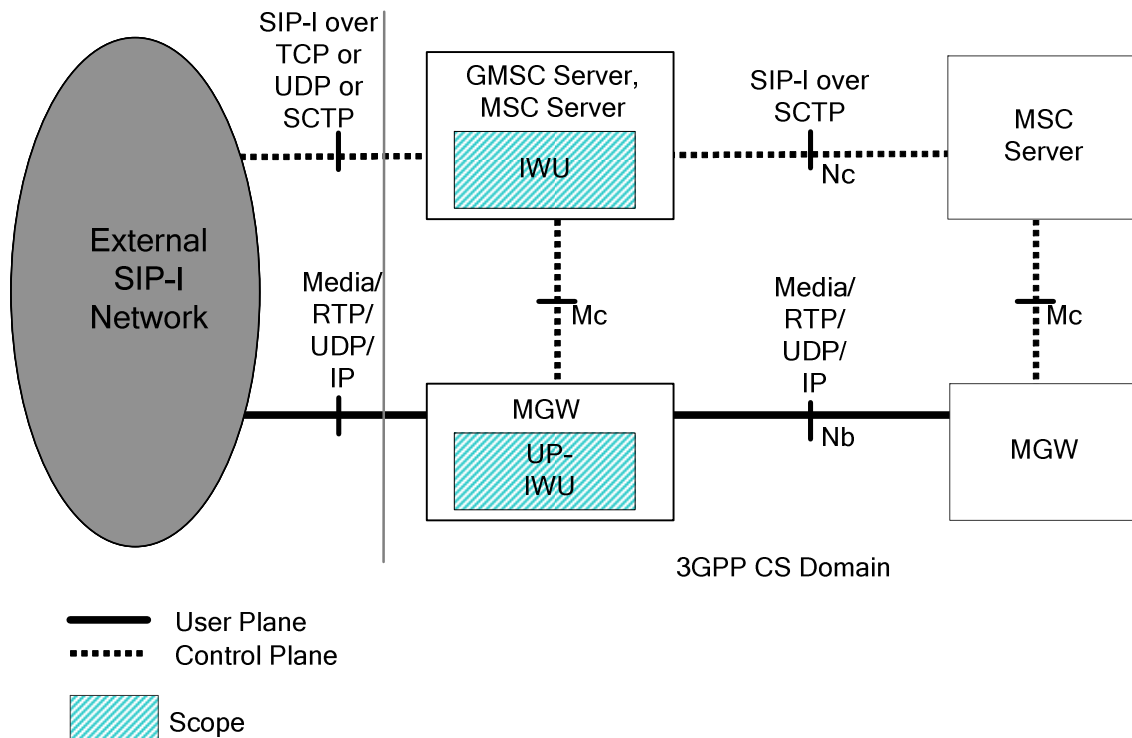 SIP-I over
TCP or
UDP or
SCTP
GMSC Server,
MSC Server
IWU
SIP-I over
SCTP
Nc
MSC
Server
External
SIP-I
Network
Media/
RTP/
UDP/
IP
Mc
Media/
RTP/
UDP/
IP
Mc
MGW
UP-
IWU
Nb
MGW
3GPP CS Domain
User Plane
Control Plane
Scope